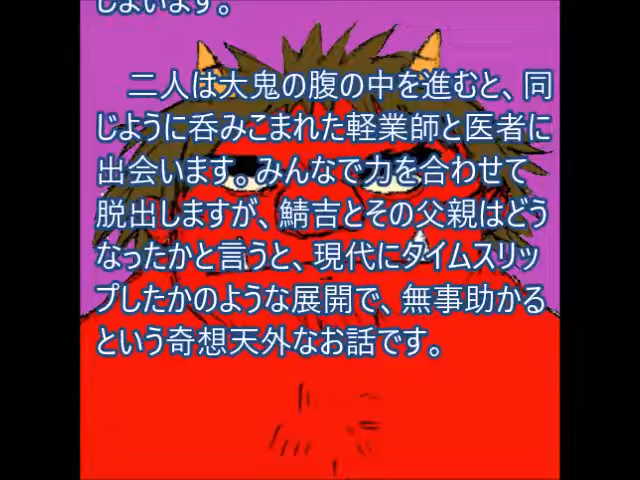 しまいます。
二人は大鬼の腹の中を進むと、同
じように呑みこまれた軽業師と医者に
出会います。みんなで力を合わせて
脱出しますが、鯖吉とその父親はどう
なったかと言うと、現代にタイムスリッ
プしたかのような展開で、無事助かる
という奇想天外なお話です。